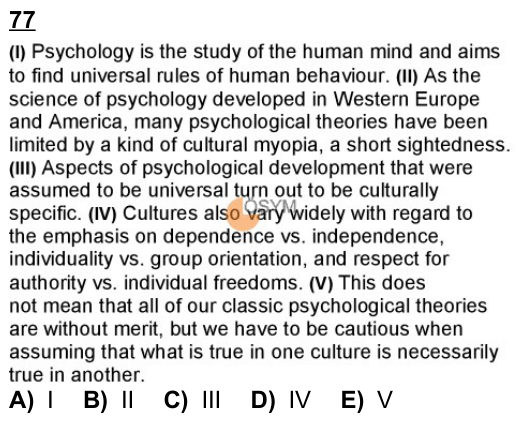 77
(I) Psychology is the study of the human mind and aims
to find universal rules of human behaviour. (II) As the
science of psychology developed in Western Europe
and America, many psychological theories have been
limited by a kind of cultural myopia, a short sightedness.
(III) Aspects of psychological development that were
assumed to be universal turn out to be culturally
specific. (IV) Cultures also vary widely with regard to
the emphasis on dependence vs. independence,
individuality vs. group orientation, and respect for
authority vs. individual freedoms. (V) This does
not mean that all of our classic psychological theories
are without merit, but we have to be cautious when
assuming that what is true in one culture is necessarily
true in another.
A) I B) II C) III D) IV E) V
ÖSYM